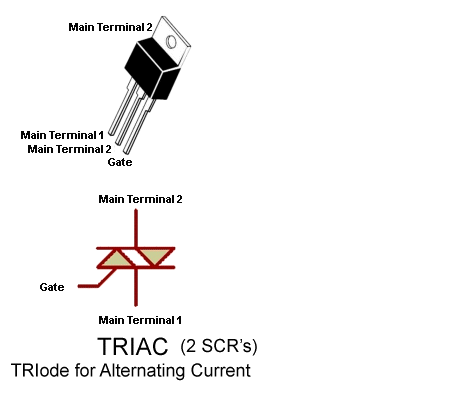 Main Terminal 2
Main Terminal 1
Main Terminal 2
Gate
Main Terminal 2
Gate
Main Terminal 1
TRIAC (2 SCR's)
TRIode for Alternating Current